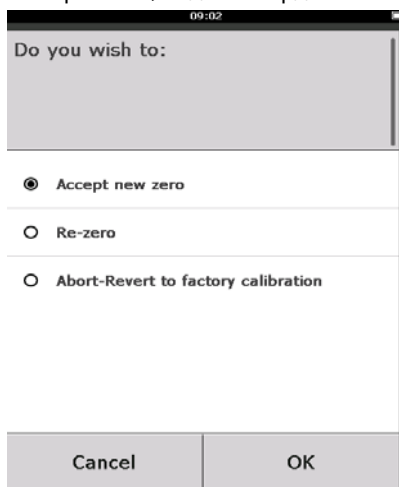 09:02
Do you wish to:
Accept new zero
Re-zero
Abort-Revert to factory calibration
Cancel
OK